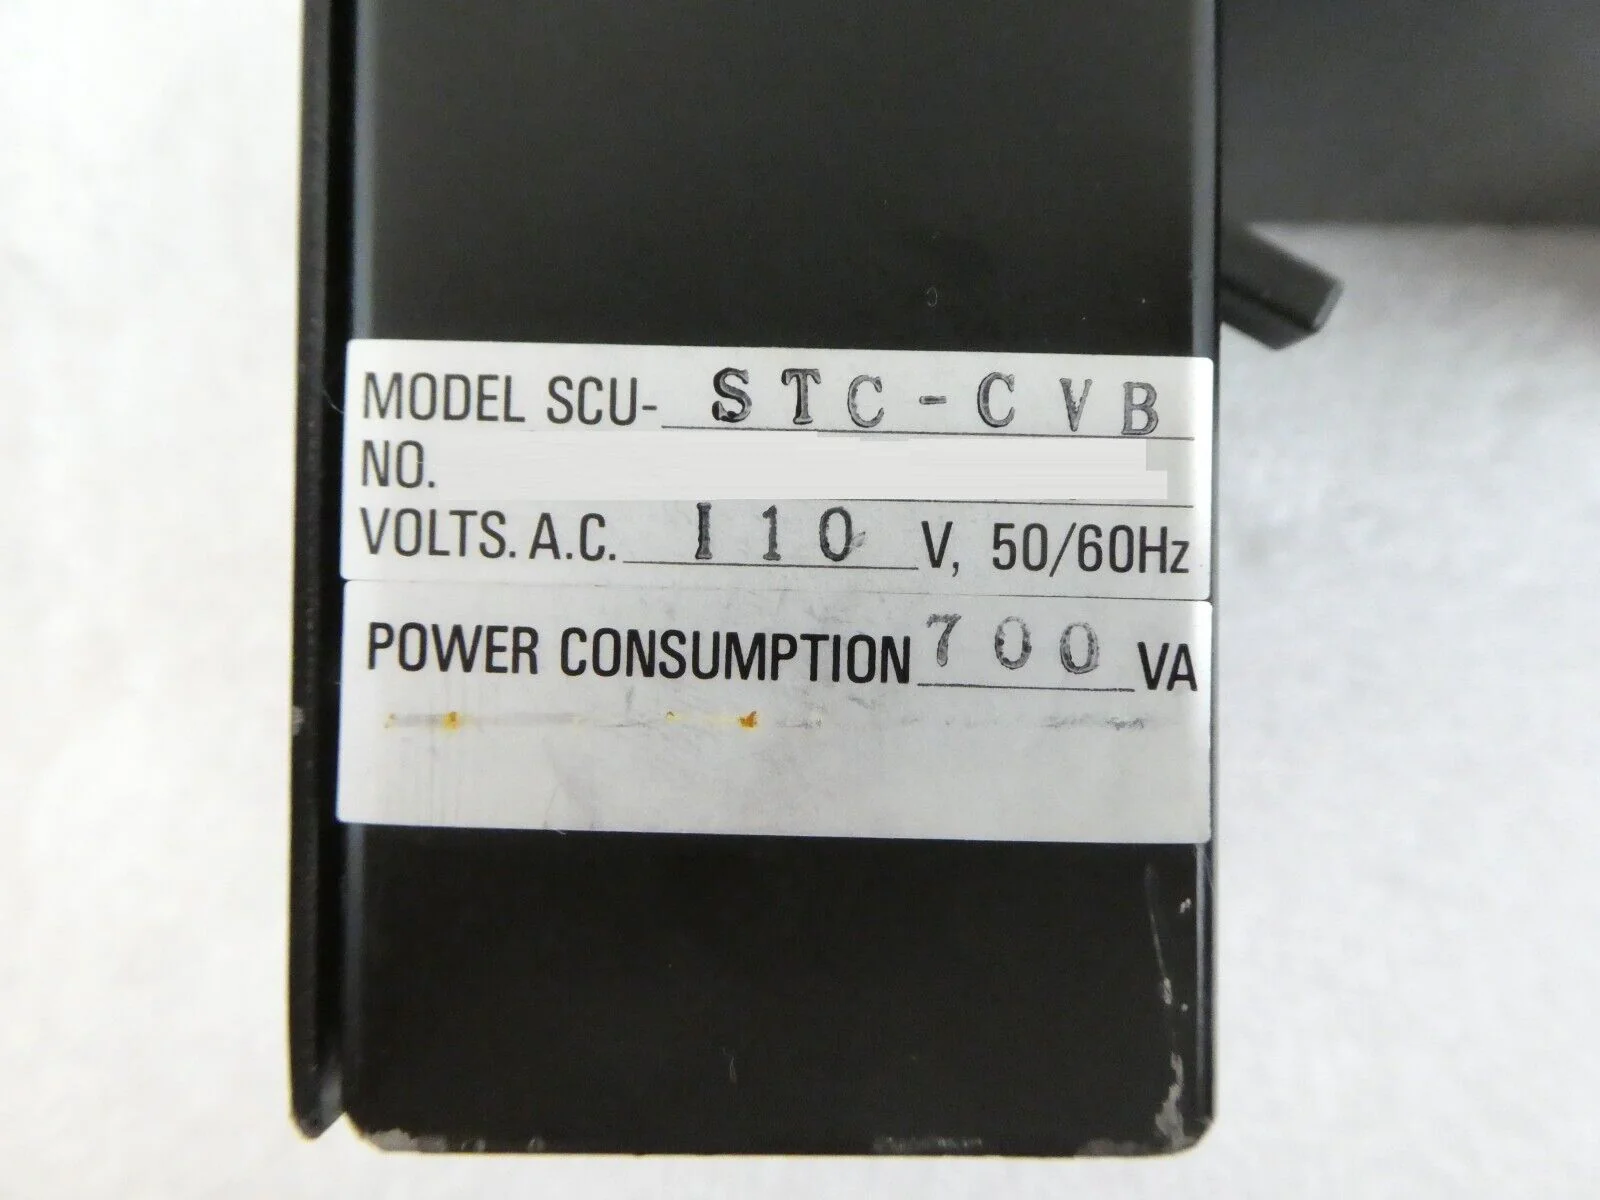 MODEL SCU- STC-CVB
NO.
VOLTS. A.C. 110 V, 50/60Hz
POWER CONSUMPTION 700 VA